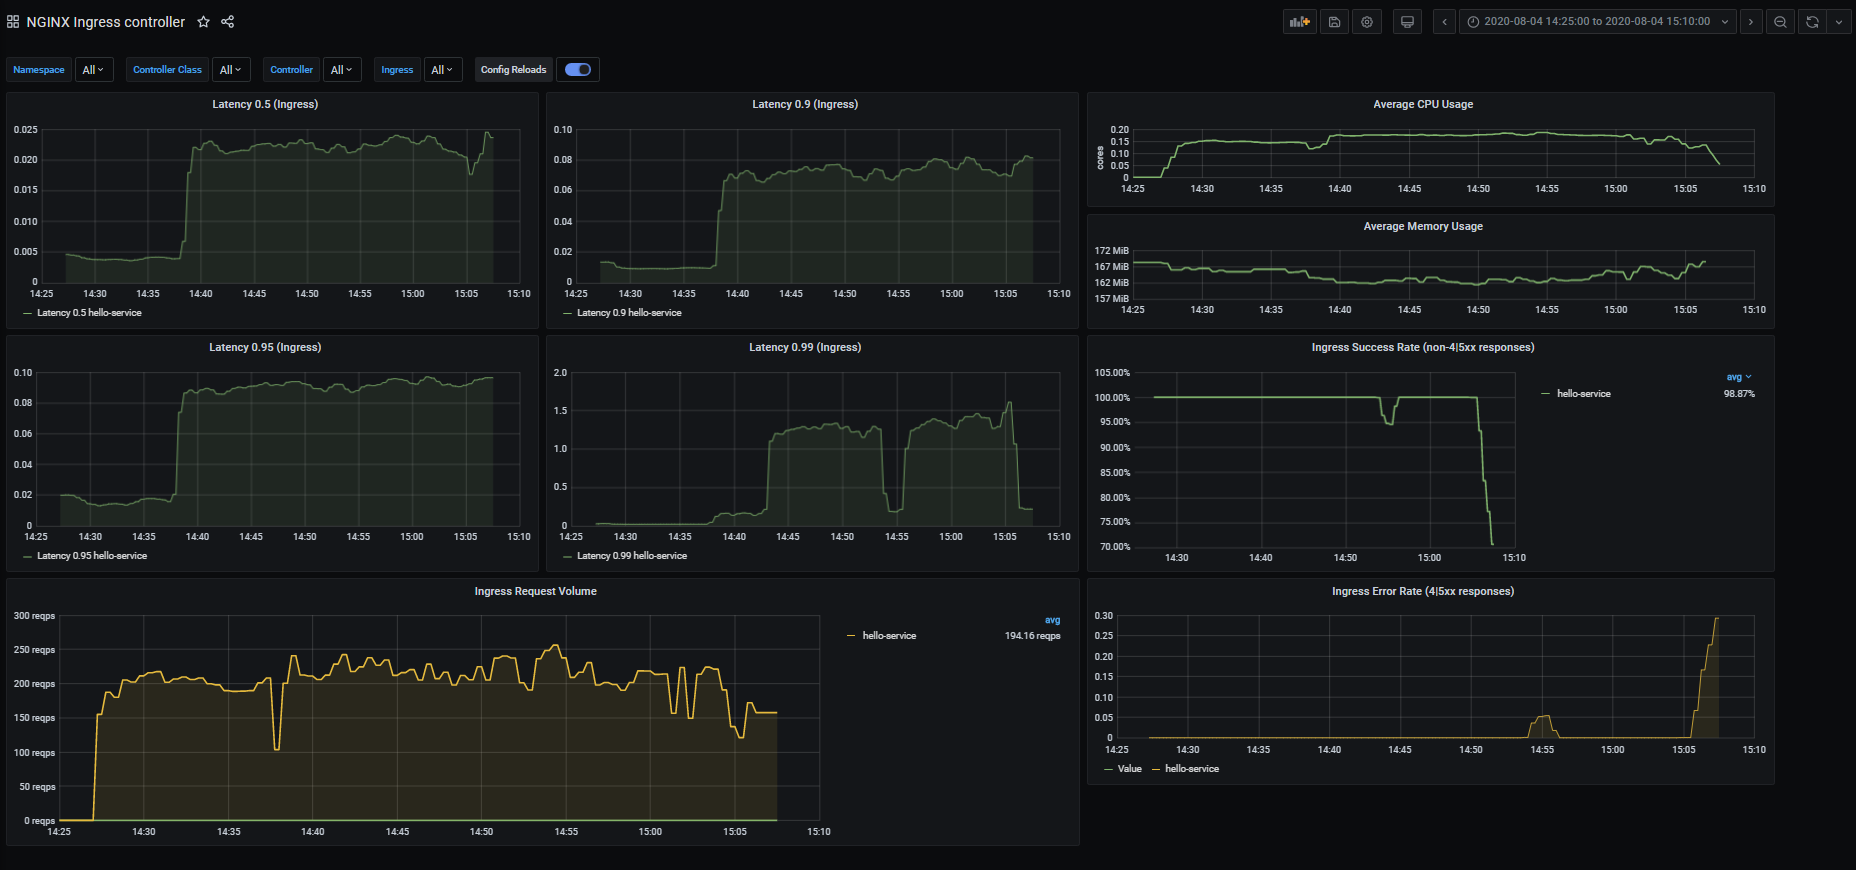 NGINX Ingress controller
2020-08-04 14:25:00 to 2020-08-04 15:10:00
Namespace All Controller Class All Controller All Ingress All Config Reloads
Latency 0.5 (Ingress)
0.025
0.020
0.015
0.010
0.005
0
14:25 14:30 14:35 14:40 14:45 14:50 14:55 15:00 15:05 15:10
Latency 0.5 hello-service
Latency 0.9 (Ingress)
0.10
0.08
0.06
0.04
0.02
0
14:25 14:30 14:35 14:40 14:45 14:50 14:55 15:00 15:05 15:10
Latency 0.9 hello-service
Average CPU Usage
cores
0.20
0.15
0.10
0.05
0
14:25 14:30 14:35 14:40 14:45 14:50 14:55 15:00 15:05 15:10
Average Memory Usage
172 MiB
167 MiB
162 MiB
157 MiB
14:25 14:30 14:35 14:40 14:45 14:50 14:55 15:00 15:05 15:10
Latency 0.95 (Ingress)
0.10
0.08
0.06
0.04
0.02
0
14:25 14:30 14:35 14:40 14:45 14:50 14:55 15:00 15:05 15:10
Latency 0.95 hello-service
Latency 0.99 (Ingress)
2.0
1.5
1.0
0.5
0
14:25 14:30 14:35 14:40 14:45 14:50 14:55 15:00 15:05 15:10
Latency 0.99 hello-service
Ingress Success Rate (non-4|5xx responses)
105.00%
100.00%
95.00%
90.00%
85.00%
80.00%
75.00%
70.00%
14:30 14:40 14:50 15:00 15:10
avg
hello-service 98.87%
Ingress Request Volume
300 reqps
250 reqps
200 reqps
150 reqps
100 reqps
50 reqps
0 reqps
14:25 14:30 14:35 14:40 14:45 14:50 14:55 15:00 15:05 15:10
avg
hello-service 194.16 reqps
Ingress Error Rate (4|5xx responses)
0.30
0.25
0.20
0.15
0.10
0.05
0
14:25 14:30 14:35 14:40 14:45 14:50 14:55 15:00 15:05 15:10
Value hello-service